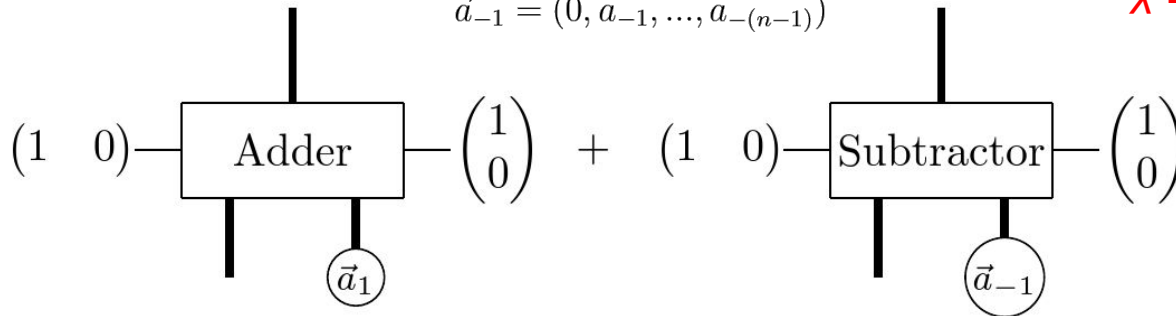 a⃗₋₁ = (0, a₋₁, ..., a₋₍ₙ₋₁₎)
(1 0) Adder (1 0) + (1 0) Subtractor (1 0)
a⃗₁ a⃗₋₁